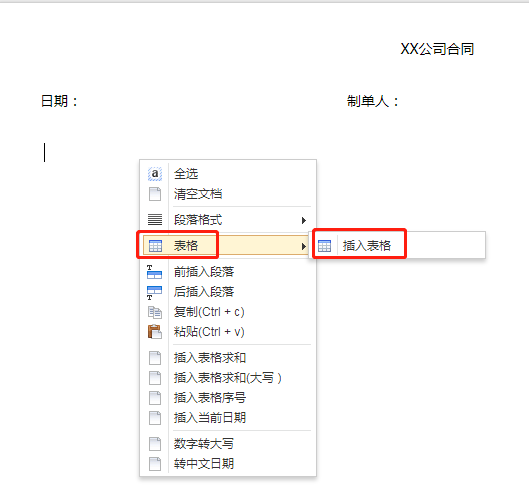 XX公司合同
日期： 制单人：
全选
清空文档
段落格式
表格 插入表格
前插入段落
后插入段落
复制(Ctrl + c)
粘贴(Ctrl + v)
插入表格求和
插入表格求和(大写 )
插入表格序号
插入当前日期
数字转大写
转中文日期